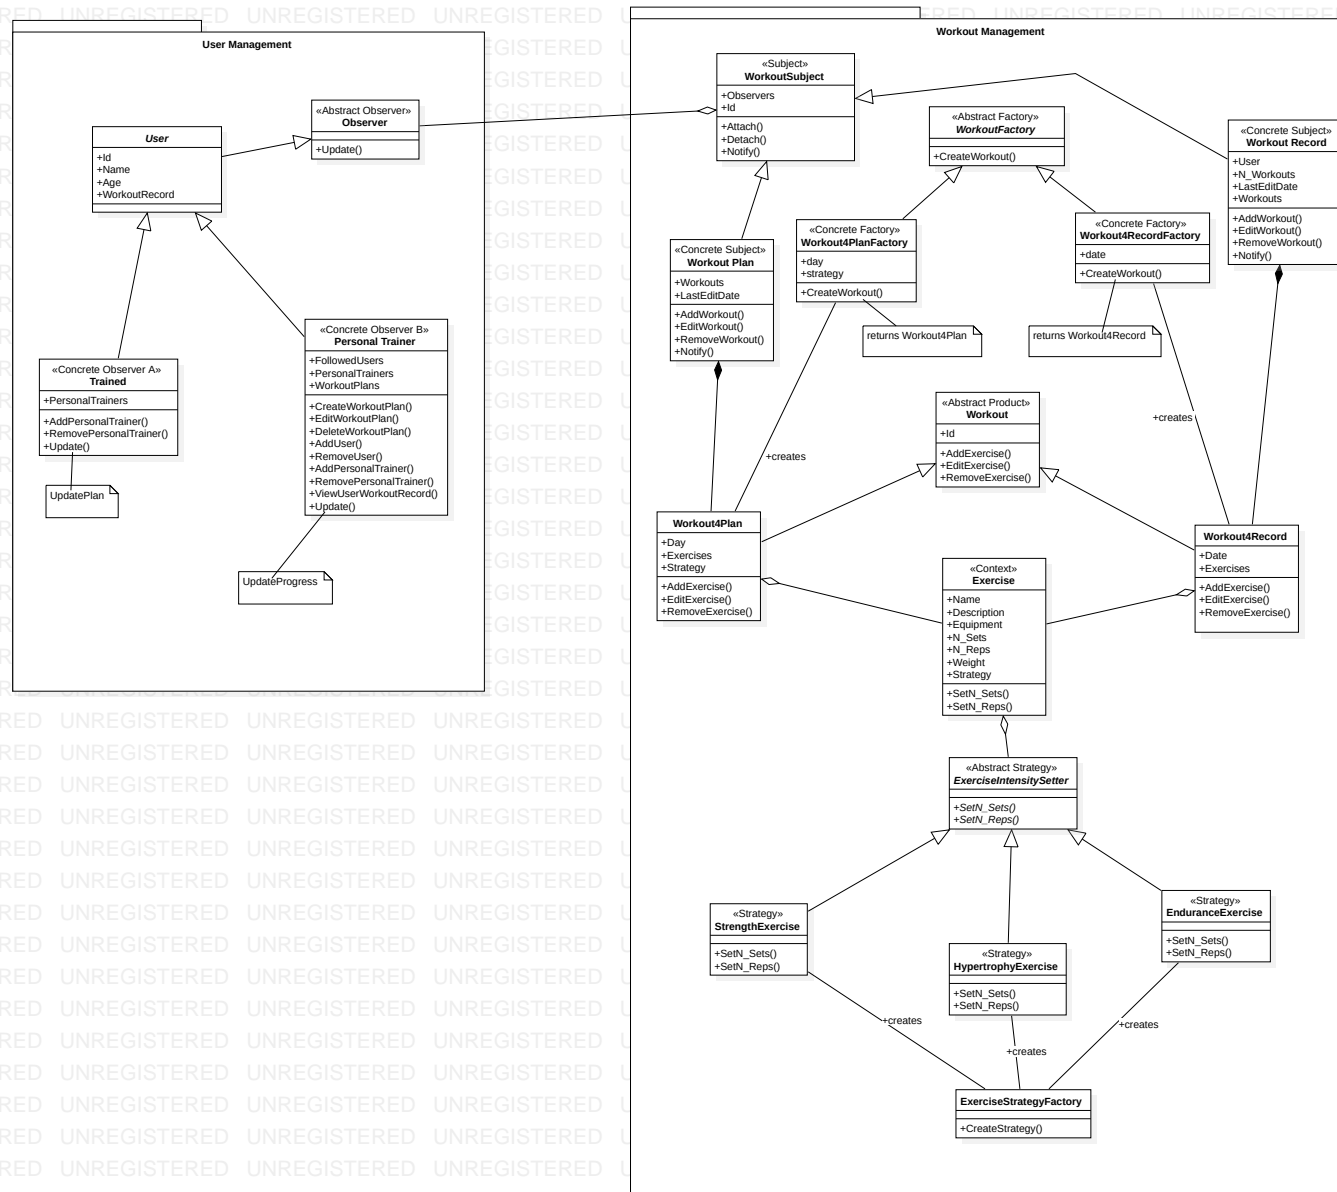 User Management
«Abstract Observer»
Observer
+Update()
User
+Id
+Name
+Age
+WorkoutRecord
«Concrete Observer A»
Trained
+PersonalTrainers
+AddPersonalTrainer()
+RemovePersonalTrainer()
+Update()
UpdatePlan
«Concrete Observer B»
Personal Trainer
+FollowedUsers
+PersonalTrainers
+WorkoutPlans
+CreateWorkoutPlan()
+EditWorkoutPlan()
+DeleteWorkoutPlan()
+AddUser()
+RemoveUser()
+AddPersonalTrainer()
+RemovePersonalTrainer()
+ViewUserWorkoutRecord()
+Update()
UpdateProgress
Workout Management
«Subject»
WorkoutSubject
+Observers
+Id
+Attach()
+Detach()
+Notify()
«Abstract Factory»
WorkoutFactory
+CreateWorkout()
«Concrete Subject»
Workout Record
+User
+N_Workouts
+LastEditDate
+Workouts
+AddWorkout()
+EditWorkout()
+RemoveWorkout()
+Notify()
«Concrete Subject»
Workout Plan
+Workouts
+LastEditDate
+AddWorkout()
+EditWorkout()
+RemoveWorkout()
+Notify()
«Concrete Factory»
Workout4PlanFactory
+day
+strategy
+CreateWorkout()
returns Workout4Plan
«Concrete Factory»
Workout4RecordFactory
+date
+CreateWorkout()
returns Workout4Record
+creates
+creates
«Abstract Product»
Workout
+Id
+AddExercise()
+EditExercise()
+RemoveExercise()
Workout4Plan
+Day
+Exercises
+Strategy
+AddExercise()
+EditExercise()
+RemoveExercise()
Workout4Record
+Date
+Exercises
+AddExercise()
+EditExercise()
+RemoveExercise()
«Context»
Exercise
+Name
+Description
+Equipment
+N_Sets
+N_Reps
+Weight
+Strategy
+SetN_Sets()
+SetN_Reps()
«Abstract Strategy»
ExerciseIntensitySetter
+SetN_Sets()
+SetN_Reps()
«Strategy»
StrengthExercise
+SetN_Sets()
+SetN_Reps()
«Strategy»
HypertrophyExercise
+SetN_Sets()
+SetN_Reps()
«Strategy»
EnduranceExercise
+SetN_Sets()
+SetN_Reps()
+creates
+creates
+creates
ExerciseStrategyFactory
+CreateStrategy()